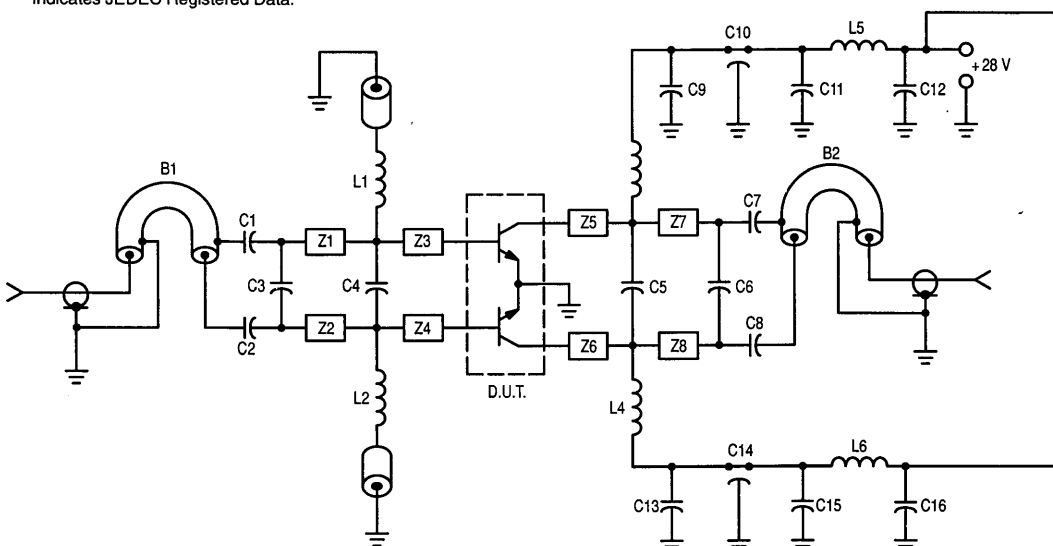 indicates JEDEC Registered Data.
C10
L5
+28 V
C9
C11
C12
B1
L1
B2
C7
C1
Z1
Z3
Z5
Z7
C3
C4
C5
C6
C2
Z2
Z4
Z6
Z8
C8
D.U.T.
L2
L4
C14
L6
C13
C15
C16